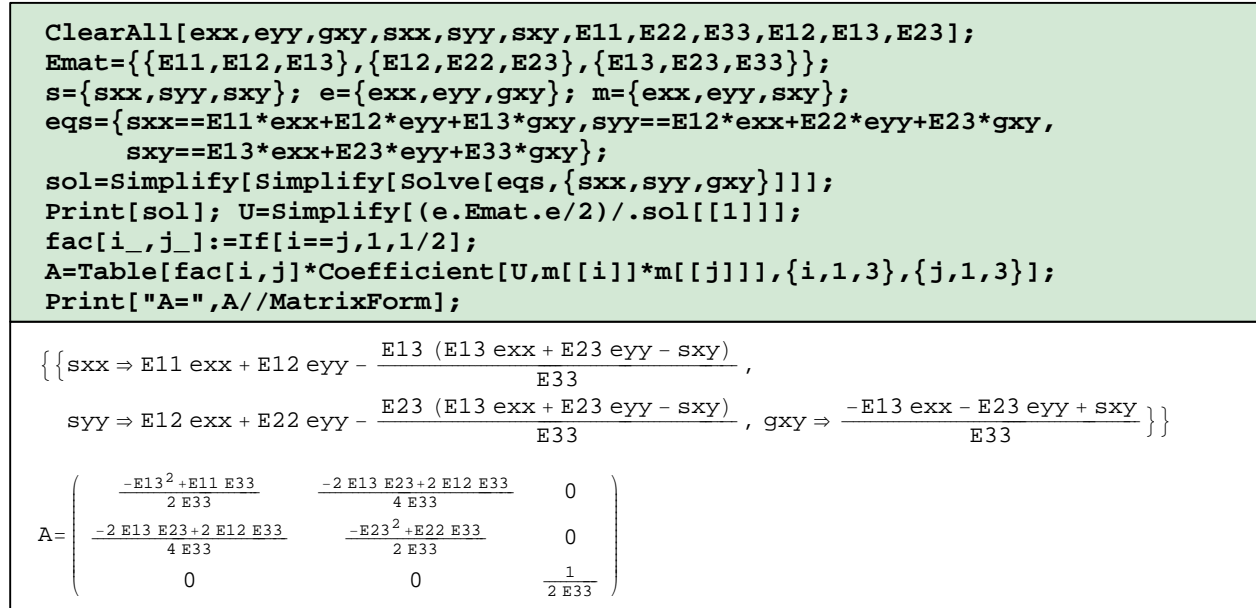 ClearAll[exx,eyy,gxy,sxx,syy,sxy,E11,E22,E33,E12,E13,E23];
Emat={{E11,E12,E13},{E12,E22,E23},{E13,E23,E33}};
s={sxx,syy,sxy}; e={exx,eyy,gxy}; m={exx,eyy,sxy};
eqs={sxx==E11*exx+E12*eyy+E13*gxy,syy==E12*exx+E22*eyy+E23*gxy,
sxy==E13*exx+E23*eyy+E33*gxy};
sol=Simplify[Simplify[Solve[eqs,{sxx,syy,gxy}]]];
Print[sol]; U=Simplify[(e.Emat.e/2)/.sol[[1]]];
fac[i_,j_]:=If[i==j,1,1/2];
A=Table[fac[i,j]*Coefficient[U,m[[i]]*m[[j]]],{i,1,3},{j,1,3}];
Print["A=",A//MatrixForm];
{{sxx ⇒ E11 exx + E12 eyy - E13 (E13 exx + E23 eyy - sxy) / E33 ,
syy ⇒ E12 exx + E22 eyy - E23 (E13 exx + E23 eyy - sxy) / E33 , gxy ⇒ -E13 exx - E23 eyy + sxy / E33 }}
A= ( -E13² +E11 E33 / 2 E33   -2 E13 E23+2 E12 E33 / 4 E33   0
-2 E13 E23+2 E12 E33 / 4 E33   -E23² +E22 E33 / 2 E33   0
0   0   1 / 2 E33 )